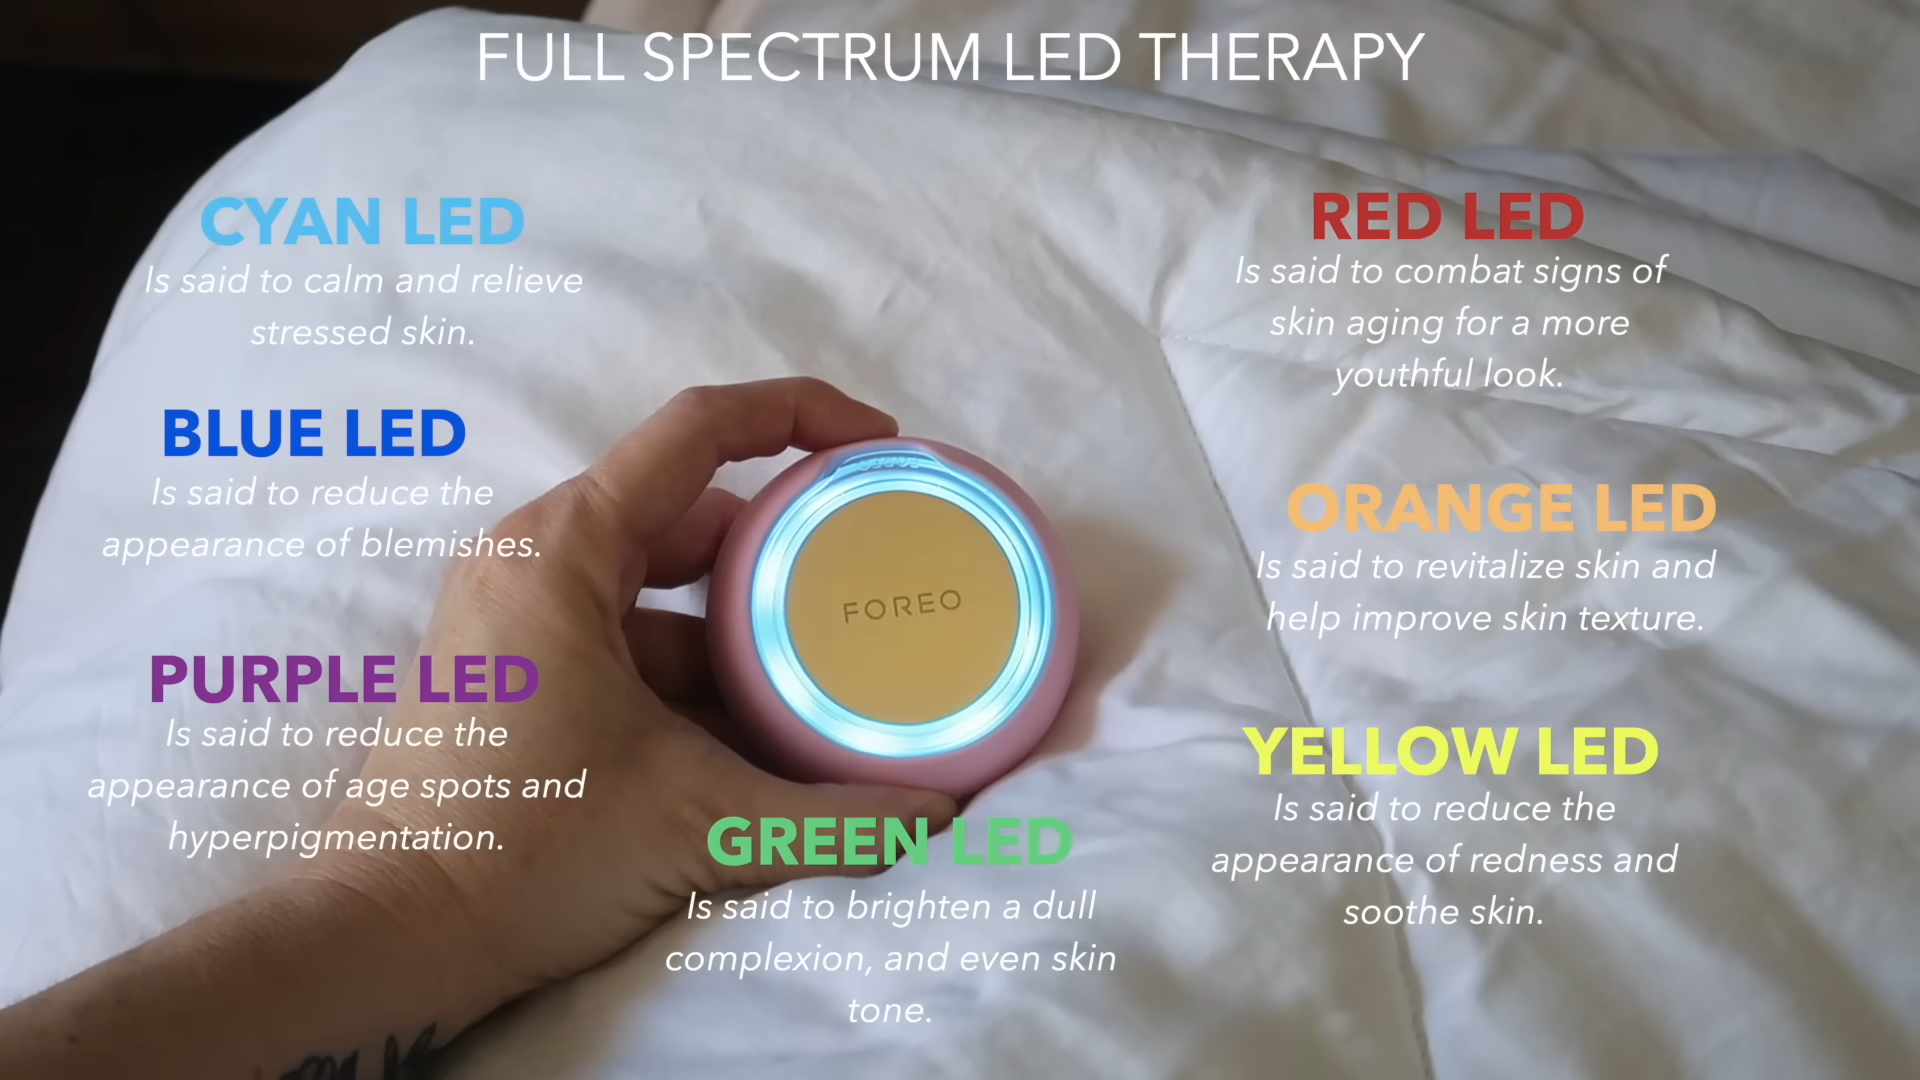 FULL SPECTRUM LED THERAPY
CYAN LED
Is said to calm and relieve
stressed skin.
BLUE LED
Is said to reduce the
appearance of blemishes.
PURPLE LED
Is said to reduce the
appearance of age spots and
hyperpigmentation.
FOREO
GREEN LED
Is said to brighten a dull
complexion, and even skin
tone.
RED LED
Is said to combat signs of
skin aging for a more
youthful look.
ORANGE LED
Is said to revitalize skin and
help improve skin texture.
YELLOW LED
Is said to reduce the
appearance of redness and
soothe skin.